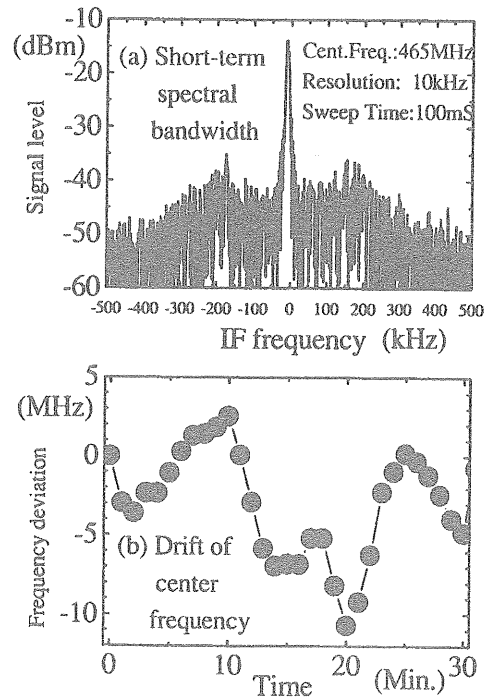 -10
(dBm)
(a) Short-term
spectral
bandwidth
Cent.Freq.:465MHz
Resolution: 10kHz
Sweep Time:100mS
-20
-30
-40
-50
-60
Signal level
-500 -400 -300 -200 -100 0 100 200 300 400 500
IF frequency (kHz)
5
(MHz)
0
-5
-10
Frequency deviation
(b) Drift of
center
frequency
0 10 20 30
Time (Min.)